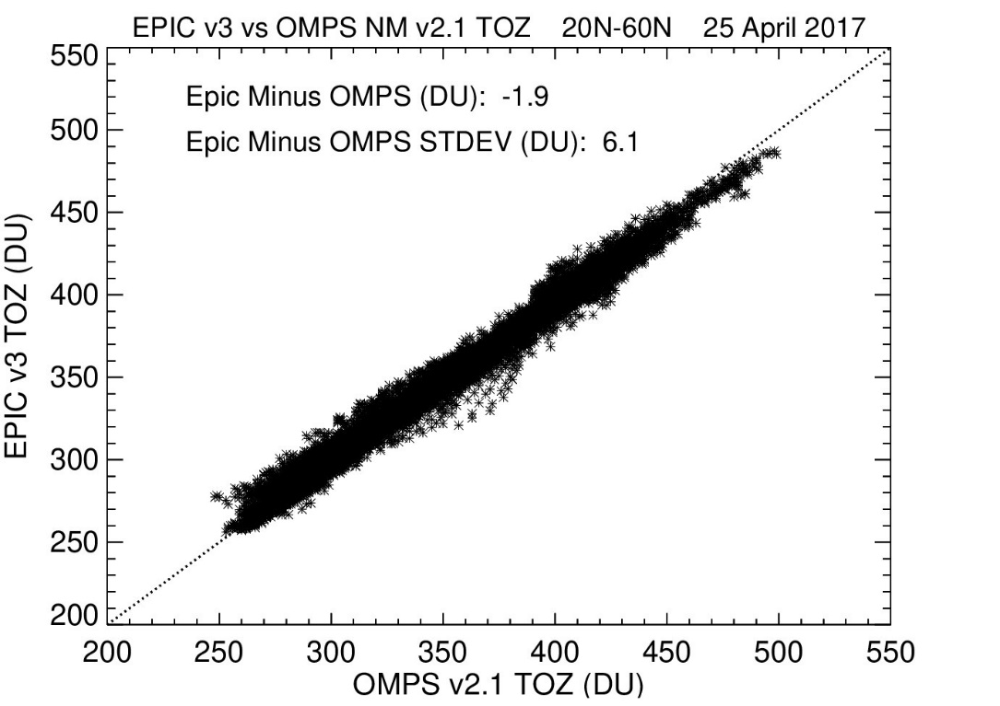 EPIC v3 vs OMPS NM v2.1 TOZ 20N-60N 25 April 2017
Epic Minus OMPS (DU): -1.9
Epic Minus OMPS STDEV (DU): 6.1
EPIC v3 TOZ (DU)
550
500
450
400
350
300
250
200
200 250 300 350 400 450 500 550
OMPS v2.1 TOZ (DU)